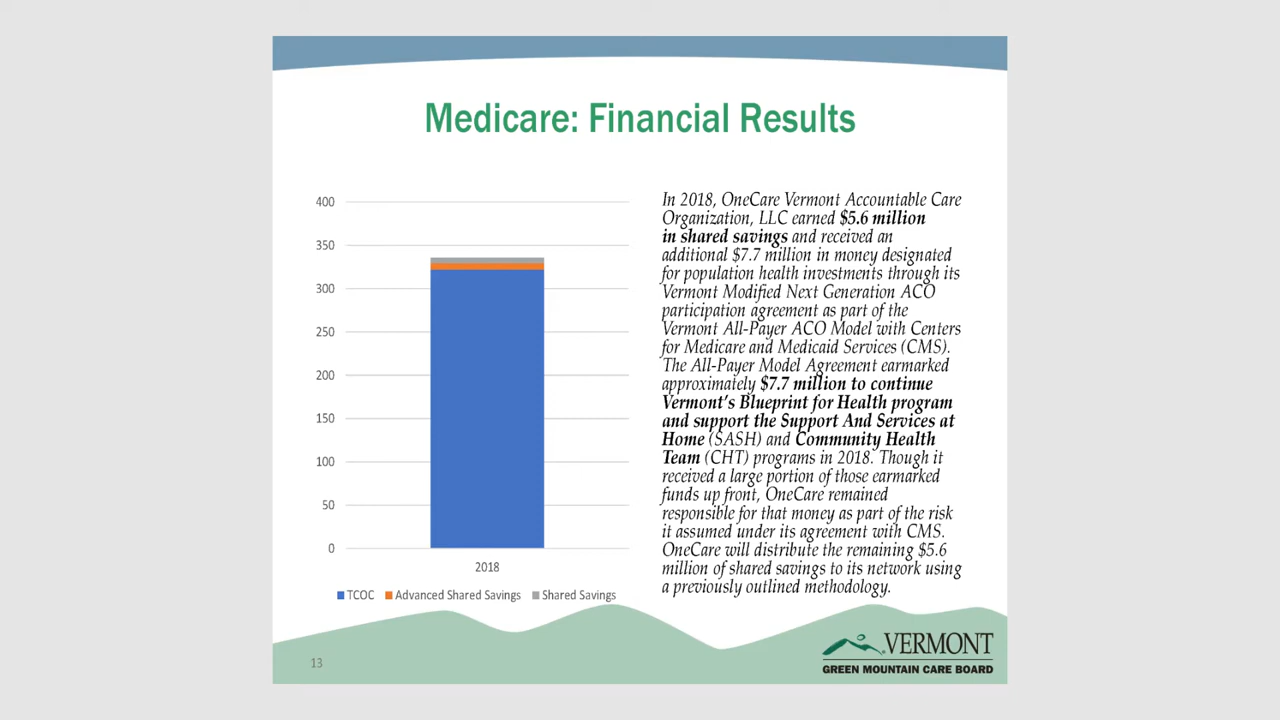 Medicare: Financial Results
400
350
300
250
200
150
100
50
0
2018
TCOC Advanced Shared Savings Shared Savings
In 2018, OneCare Vermont Accountable Care
Organization, LLC earned $5.6 million
in shared savings and received an
additional $7.7 million in money designated
for population health investments through its
Vermont Modified Next Generation ACO
participation agreement as part of the
Vermont All-Payer ACO Model with Centers
for Medicare and Medicaid Services (CMS).
The All-Payer Model Agreement earmarked
approximately $7.7 million to continue
Vermont's Blueprint for Health program
and support the Support And Services at
Home (SASH) and Community Health
Team (CHT) programs in 2018. Though it
received a large portion of those earmarked
funds up front, OneCare remained
responsible for that money as part of the risk
it assumed under its agreement with CMS.
OneCare will distribute the remaining $5.6
million of shared savings to its network using
a previously outlined methodology.
13
VERMONT
GREEN MOUNTAIN CARE BOARD